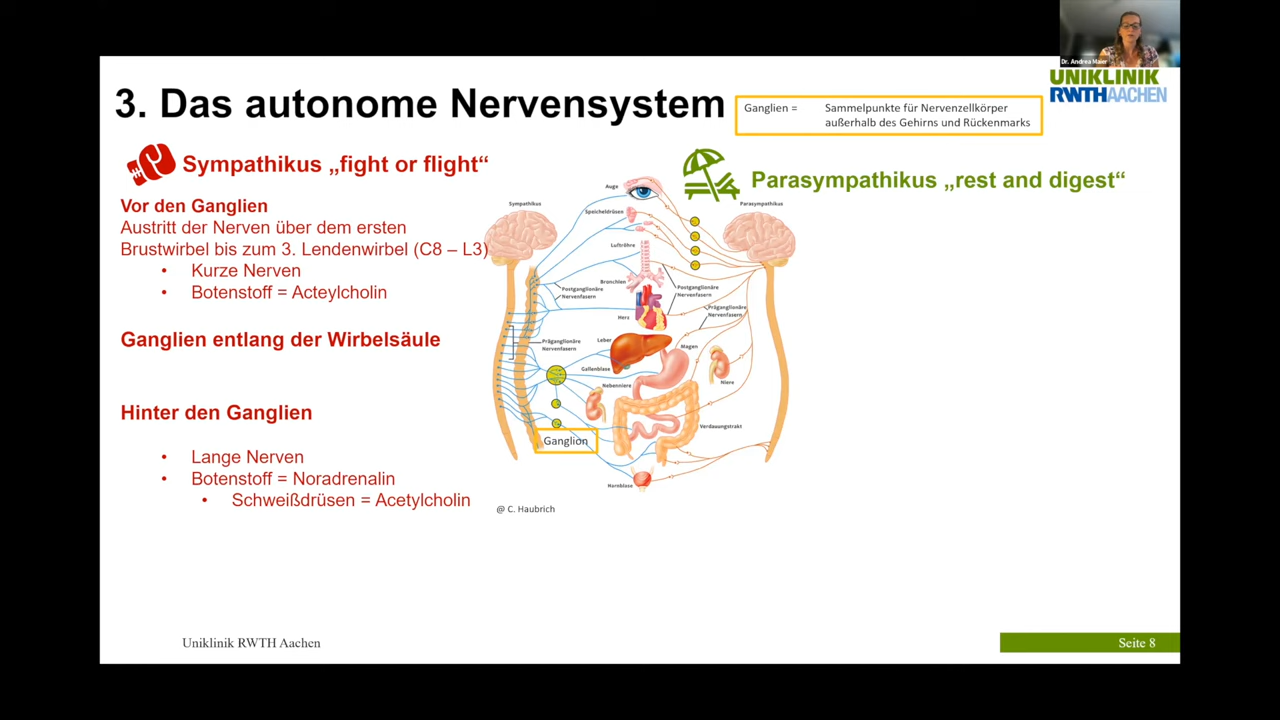 Dr. Andrea Maier
UNIKLINIK
RWTHAACHEN
3. Das autonome Nervensystem
Ganglien = Sammelpunkte für Nervenzellkörper
außerhalb des Gehirns und Rückenmarks
Sympathikus „fight or flight“
Parasympathikus „rest and digest“
Vor den Ganglien
Austritt der Nerven über dem ersten
Brustwirbel bis zum 3. Lendenwirbel (C8 – L3)
• Kurze Nerven
• Botenstoff = Acteylcholin
Ganglien entlang der Wirbelsäule
Hinter den Ganglien
• Lange Nerven
• Botenstoff = Noradrenalin
• Schweißdrüsen = Acetylcholin
Sympathikus
Parasympathikus
Auge
Speicheldrüsen
Luftröhre
Bronchien
Postganglionäre
Nervenfasern
Postganglionäre
Nervenfasern
Herz
Präganglionäre
Nervenfasern
Präganglionäre
Nervenfasern
Leber
Magen
Gallenblase
Nebenniere
Niere
Verdauungstrakt
Ganglion
Harnblase
@ C. Haubrich
Uniklinik RWTH Aachen
Seite 8